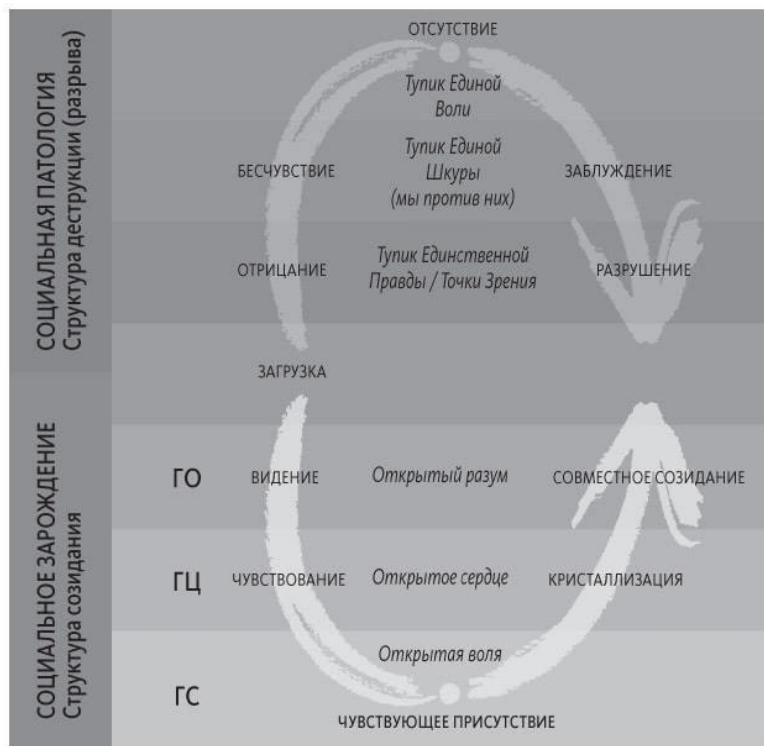 СОЦИАЛЬНАЯ ПАТОЛОГИЯ
Структура деструкции (разрыва)
ОТСУТСТВИЕ
Тупик Единой
Воли
БЕСЧУВСТВИЕ
Тупик Единой
Шкуры
(мы против них)
ЗАБЛУЖДЕНИЕ
ОТРИЦАНИЕ
Тупик Единственной
Правды / Точки Зрения
РАЗРУШЕНИЕ
ЗАГРУЗКА
СОЦИАЛЬНОЕ ЗАРОЖДЕНИЕ
Структура созидания
ГО
ВИДЕНИЕ
Открытый разум
СОВМЕСТНОЕ СОЗИДАНИЕ
ГЦ
ЧУВСТВОВАНИЕ
Открытое сердце
КРИСТАЛЛИЗАЦИЯ
Открытая воля
ГС
ЧУВСТВУЮЩЕЕ ПРИСУТСТВИЕ